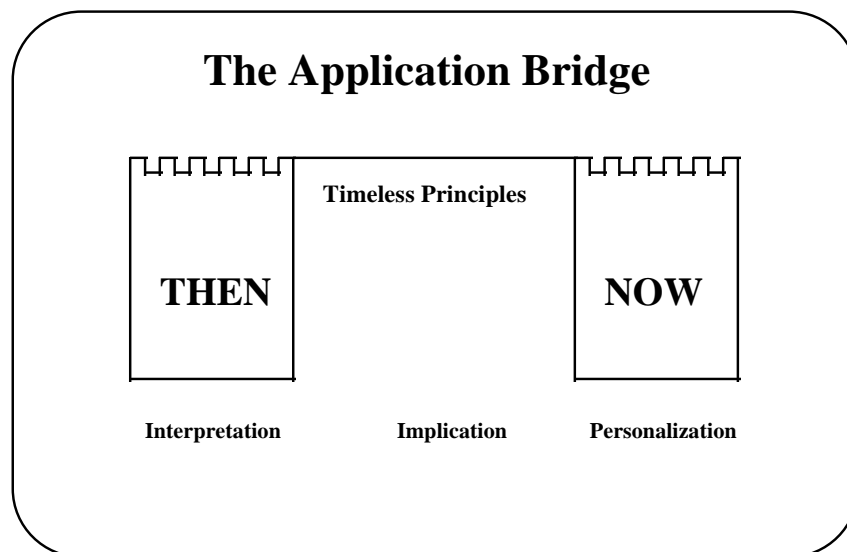 The Application Bridge
Timeless Principles
THEN
NOW
Interpretation
Implication
Personalization